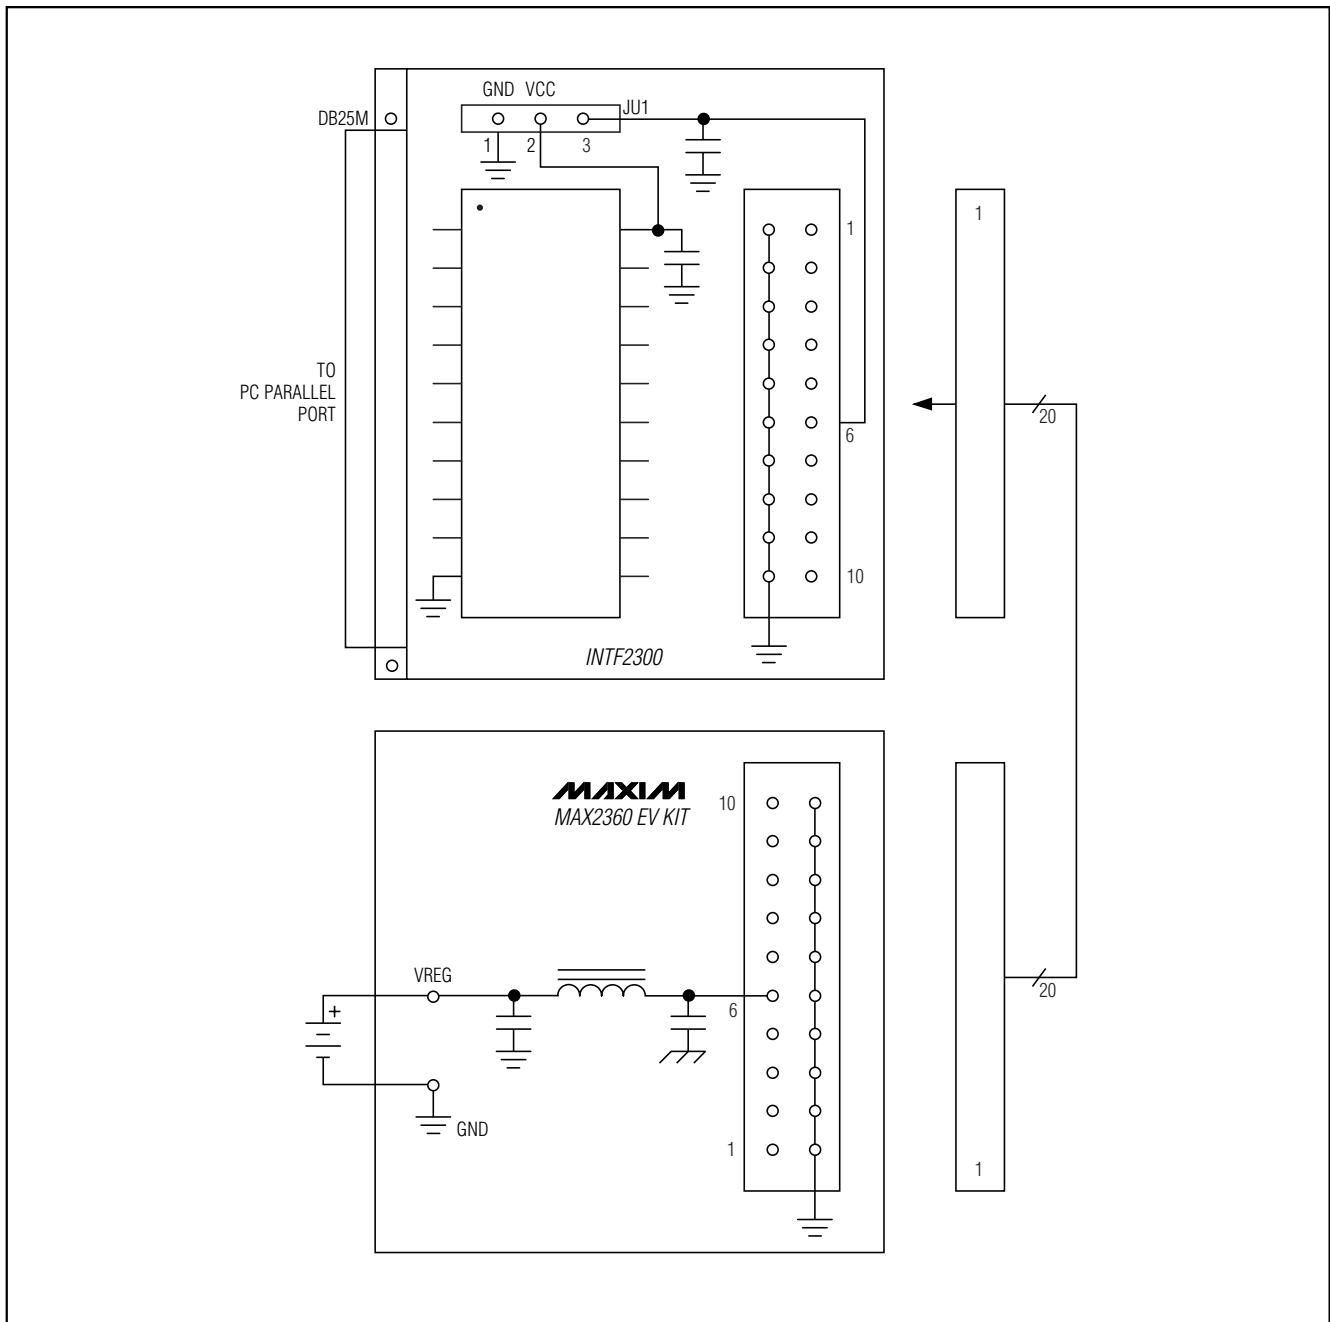 GND VCC
DB25M
JU1
1 2 3
1
1
TO
PC PARALLEL
PORT
20
6
10
INTF2300
MAXIM
MAX2360 EV KIT
10
VREG
20
6
+
GND
1
1